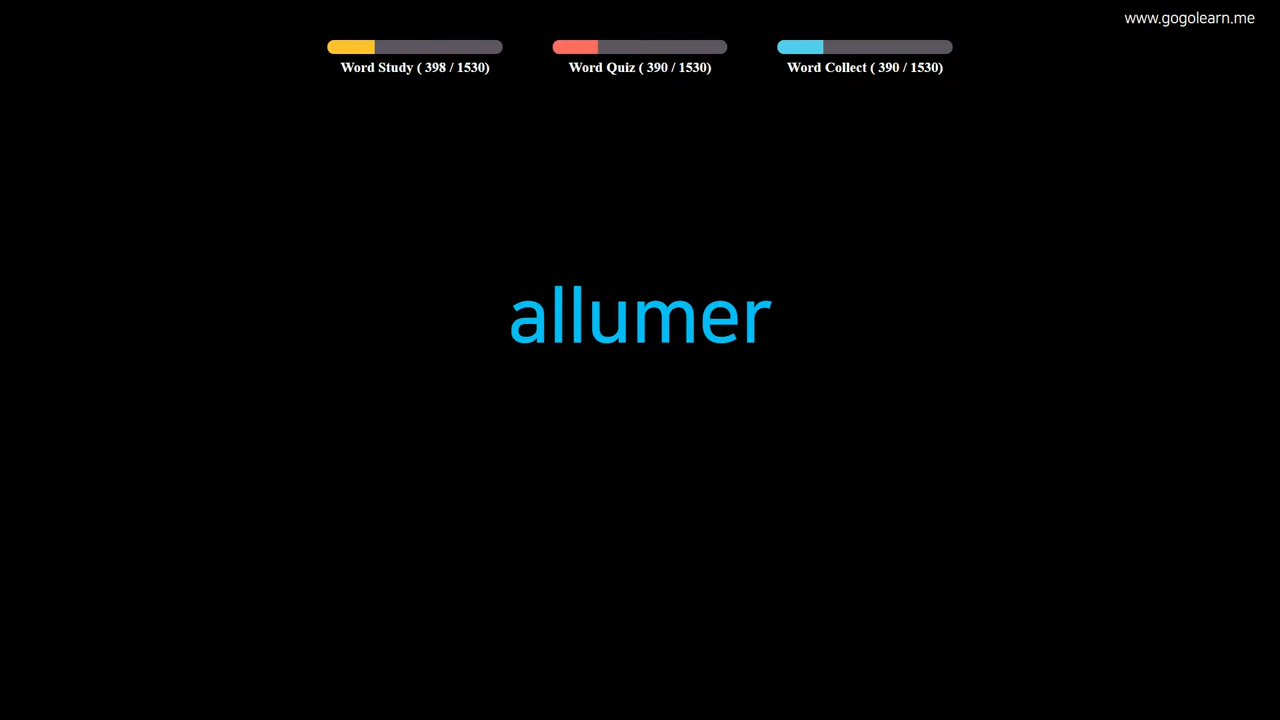 www.gogolearn.me
Word Study ( 398 / 1530)
Word Quiz ( 390 / 1530)
Word Collect ( 390 / 1530)
allumer